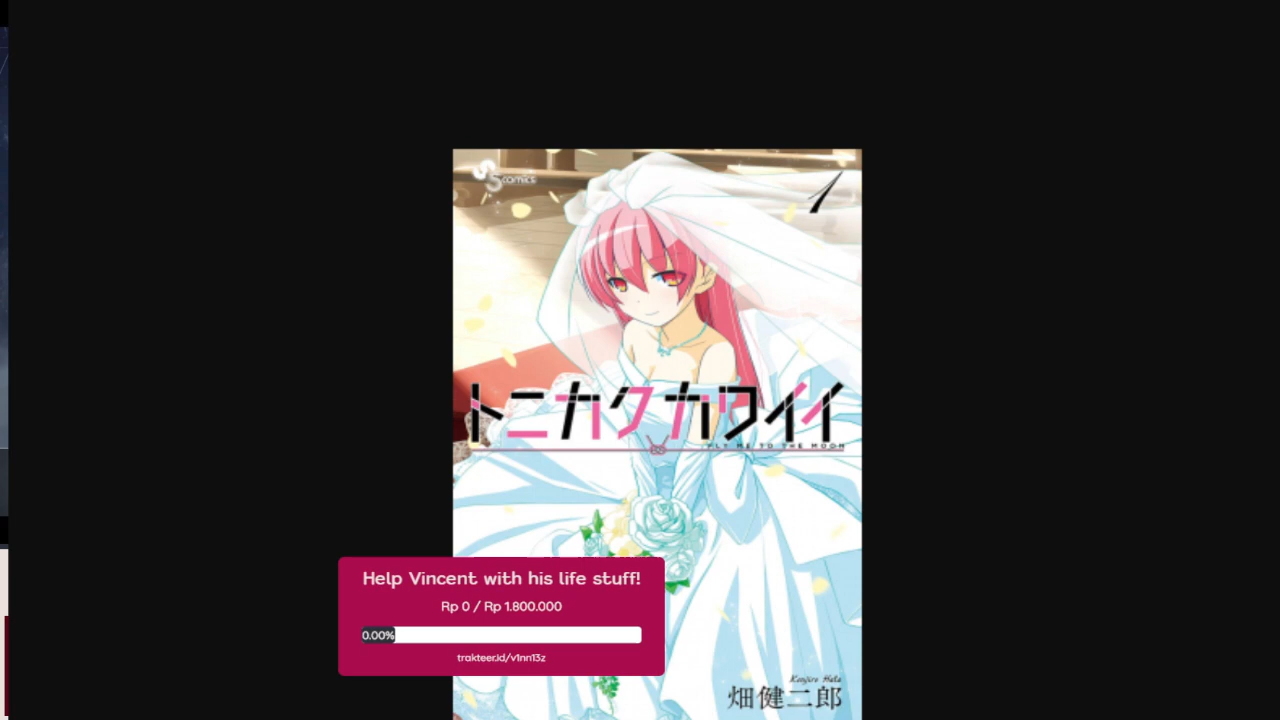 S comics
1
トニカクカワイイ
FLY ME TO THE MOON
Help Vincent with his life stuff!
Rp 0 / Rp 1.800.000
0.00%
trakteer.id/v1nn13z
Kenjiro Hata
畑健二郎